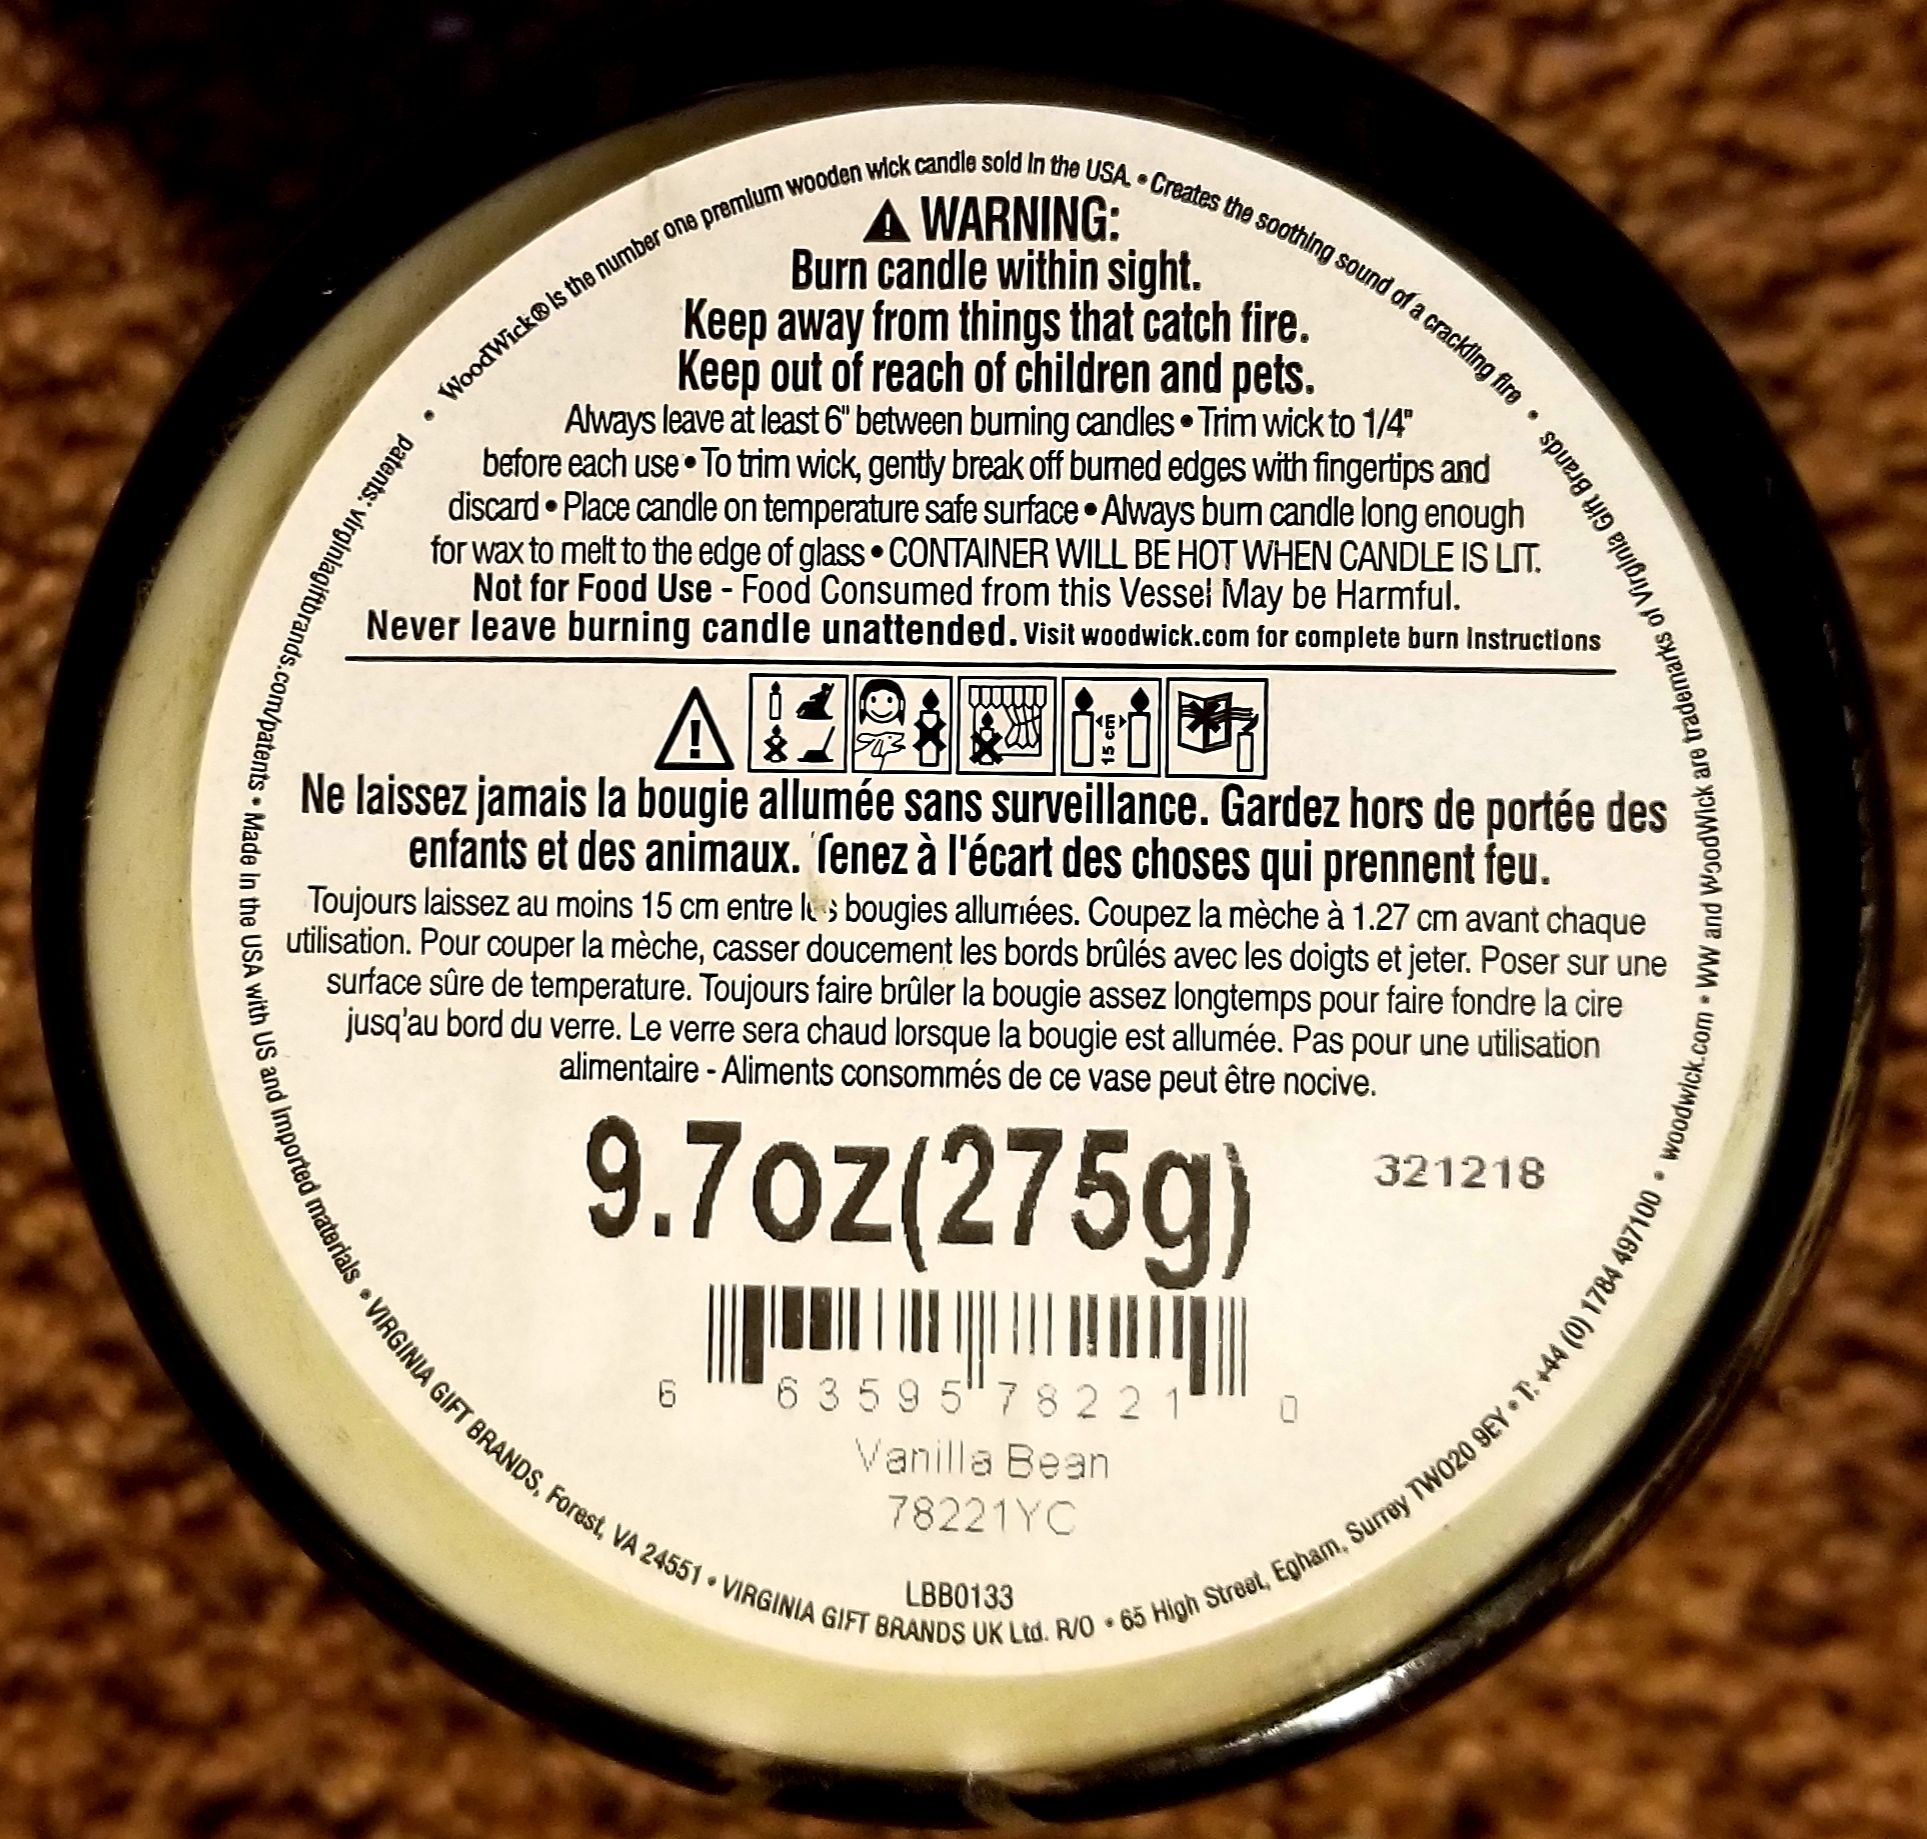 WoodWick® is the number one premium wooden wick candle sold in the USA. • Creates the soothing sound of a crackling fire • WW and WoodWick are trademarks of Virginia Gift Brands •
WARNING:
Burn candle within sight.
Keep away from things that catch fire.
Keep out of reach of children and pets.
Always leave at least 6" between burning candles • Trim wick to 1/4"
before each use • To trim wick, gently break off burned edges with fingertips and
discard • Place candle on temperature safe surface • Always burn candle long enough
for wax to melt to the edge of glass • CONTAINER WILL BE HOT WHEN CANDLE IS LIT.
Not for Food Use - Food Consumed from this Vessel May be Harmful.
Never leave burning candle unattended. Visit woodwick.com for complete burn instructions
15 CM
Ne laissez jamais la bougie allumée sans surveillance. Gardez hors de portée des
enfants et des animaux. Tenez à l'écart des choses qui prennent feu.
Toujours laissez au moins 15 cm entre les bougies allumées. Coupez la mèche à 1.27 cm avant chaque
utilisation. Pour couper la mèche, casser doucement les bords brûlés avec les doigts et jeter. Poser sur une
surface sûre de temperature. Toujours faire brûler la bougie assez longtemps pour faire fondre la cire
jusq'au bord du verre. Le verre sera chaud lorsque la bougie est allumée. Pas pour une utilisation
alimentaire - Aliments consommés de ce vase peut être nocive.
9.7oz(275g)
321218
6 63595 78221 0
Vanilla Bean
78221YC
LBB0133
patents: virginiagiftbrands.com/patents • Made in the USA with US and imported materials • VIRGINIA GIFT BRANDS, Forest, VA 24551 • VIRGINIA GIFT BRANDS UK Ltd. R/O • 65 High Street, Egham, Surrey TWO20 9EY • T: +44 (0) 1784 497100 • woodwick.com •